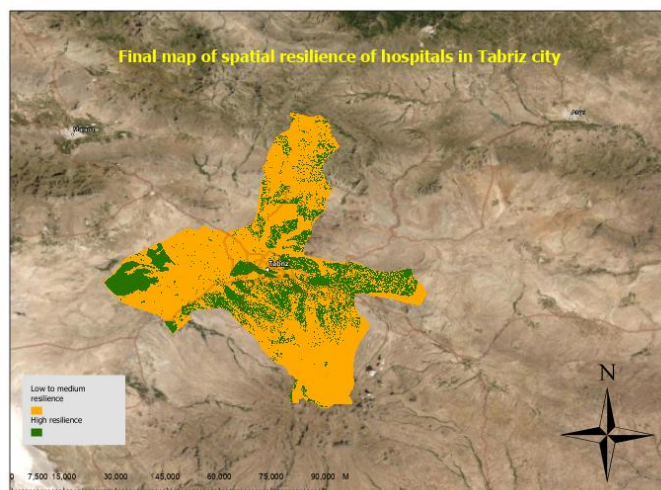 Final map of spatial resilience of hospitals in Tabriz city
Ahar
Tabriz
Low to medium
resilience
High resilience
N
0 7,500 15,000 30,000 45,000 60,000 75,000 90,000 M